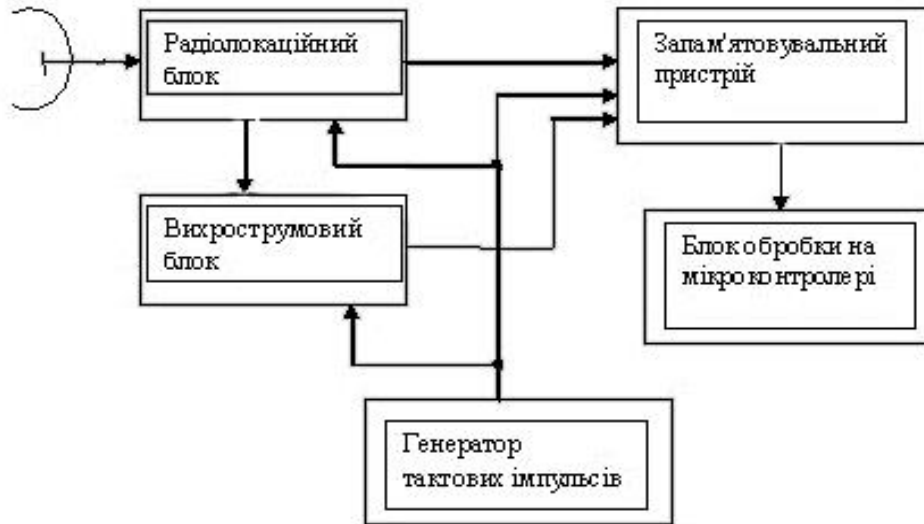 Радіолокаційний
блок
Запам'ятовувальний
пристрій
Вихрострумовий
блок
Блок обробки на
мікроконтролері
Генератор
тактових імпульсів